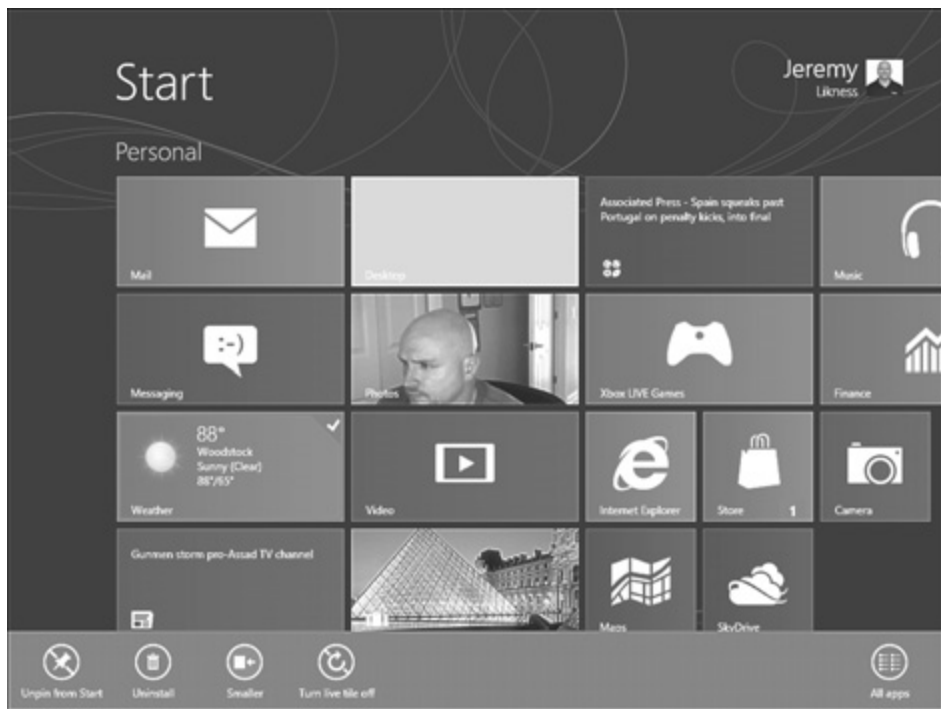 Start
Jeremy
Likness
Personal
Mail
Desktop
Associated Press - Spain squeaks past
Portugal on penalty kicks, into final
Music
:-)
Messaging
Photos
Xbox LIVE Games
Finance
88°
Woodstock
Sunny (Clear)
88°/65°
Weather
Video
Internet Explorer
Store
1
Camera
Gunmen storm pro-Assad TV channel
Maps
SkyDrive
Unpin from Start
Uninstall
Smaller
Turn live tile off
All apps